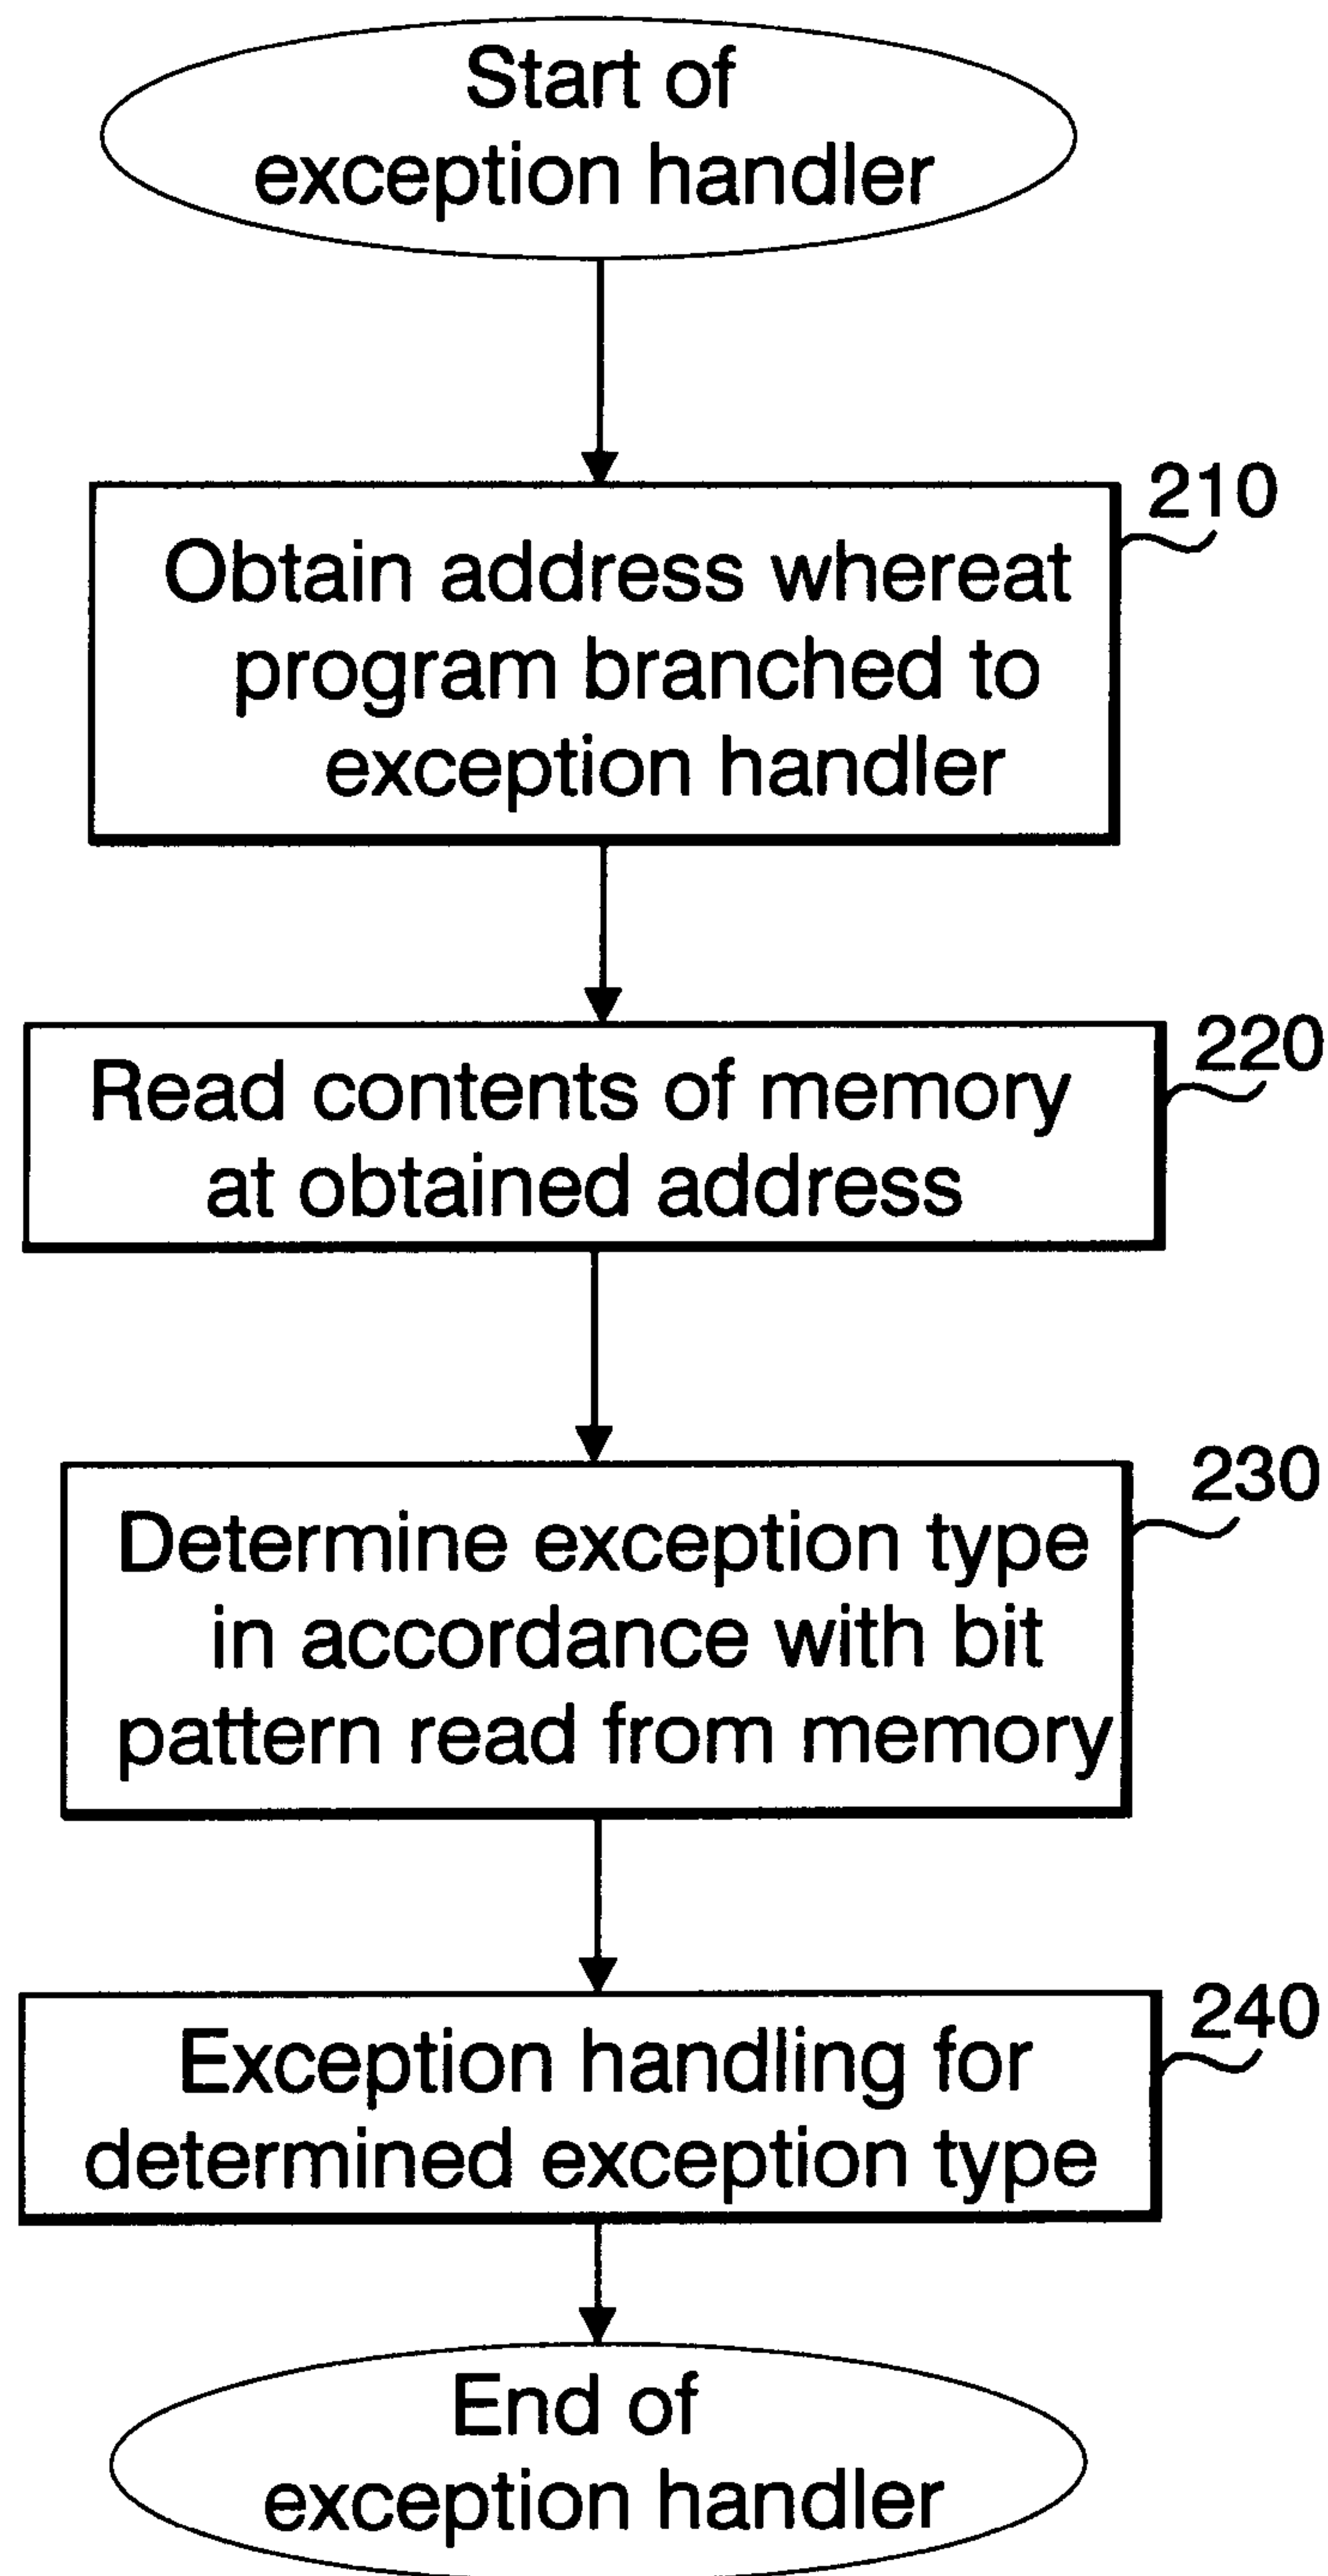 Start of
exception handler
210
Obtain address whereat
program branched to
exception handler
220
Read contents of memory
at obtained address
230
Determine exception type
in accordance with bit
pattern read from memory
240
Exception handling for
determined exception type
End of
exception handler